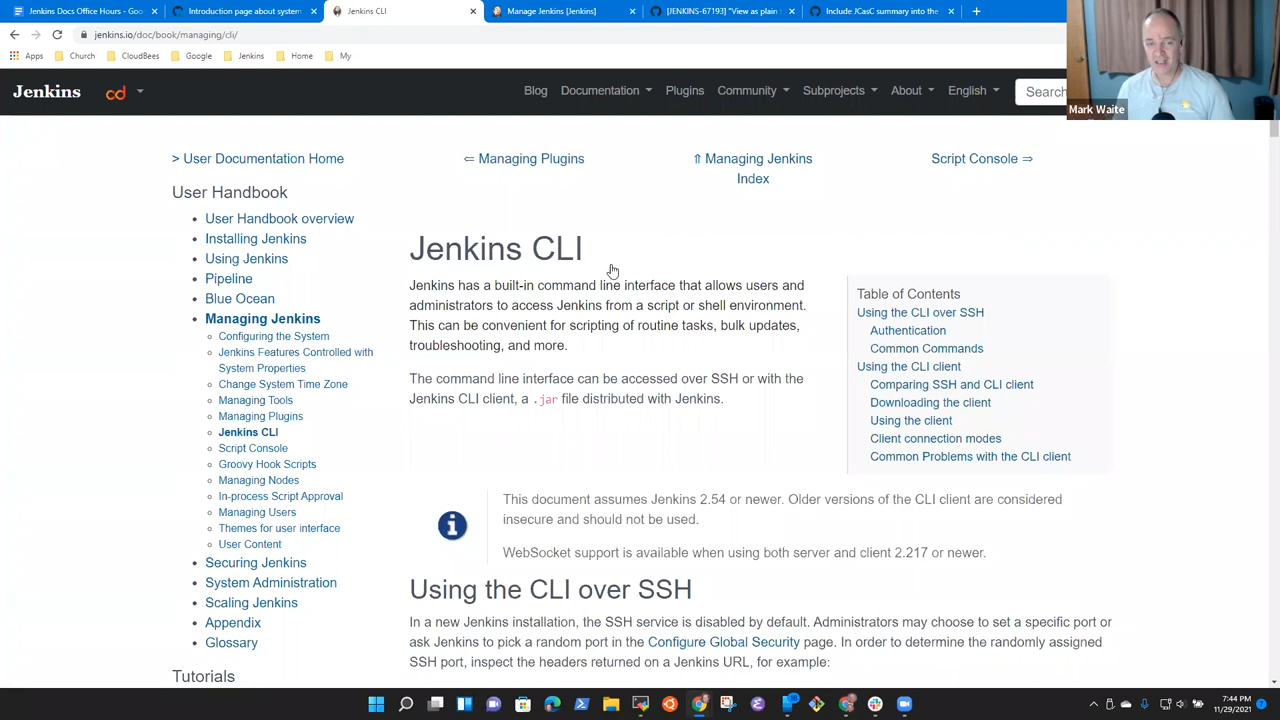 Jenkins Docs Office Hours - Goo
Introduction page about system
Jenkins CLI
Manage Jenkins [Jenkins]
[JENKINS-67193] "View as plain
Include JCasC summary into the
jenkins.io/doc/book/managing/cli/
Apps Church CloudBees Google Jenkins Home My
Jenkins cd Blog Documentation Plugins Community Subprojects About English Search
Mark Waite
> User Documentation Home
⇐ Managing Plugins
⇑ Managing Jenkins
Index
Script Console ⇒
User Handbook
User Handbook overview
Installing Jenkins
Using Jenkins
Pipeline
Blue Ocean
Managing Jenkins
Configuring the System
Jenkins Features Controlled with
System Properties
Change System Time Zone
Managing Tools
Managing Plugins
Jenkins CLI
Script Console
Groovy Hook Scripts
Managing Nodes
In-process Script Approval
Managing Users
Themes for user interface
User Content
Securing Jenkins
System Administration
Scaling Jenkins
Appendix
Glossary
Tutorials
Jenkins CLI
Jenkins has a built-in command line interface that allows users and
administrators to access Jenkins from a script or shell environment.
This can be convenient for scripting of routine tasks, bulk updates,
troubleshooting, and more.
The command line interface can be accessed over SSH or with the
Jenkins CLI client, a .jar file distributed with Jenkins.
Table of Contents
Using the CLI over SSH
Authentication
Common Commands
Using the CLI client
Comparing SSH and CLI client
Downloading the client
Using the client
Client connection modes
Common Problems with the CLI client
This document assumes Jenkins 2.54 or newer. Older versions of the CLI client are considered
insecure and should not be used.
WebSocket support is available when using both server and client 2.217 or newer.
Using the CLI over SSH
In a new Jenkins installation, the SSH service is disabled by default. Administrators may choose to set a specific port or
ask Jenkins to pick a random port in the Configure Global Security page. In order to determine the randomly assigned
SSH port, inspect the headers returned on a Jenkins URL, for example:
7:44 PM
11/29/2021